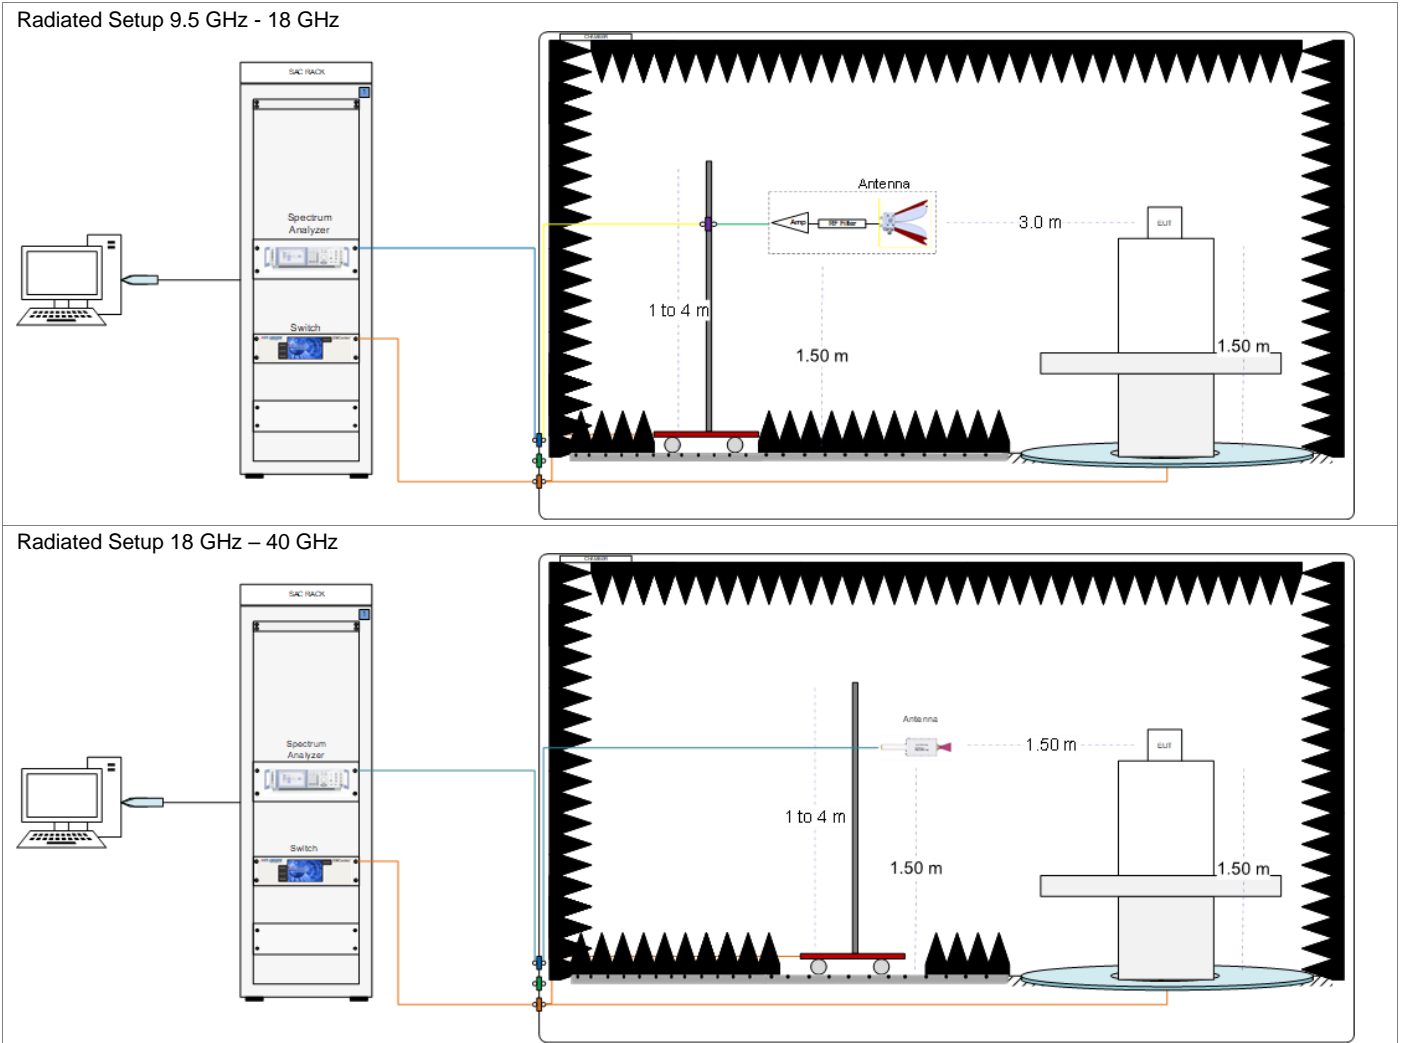 Radiated Setup 9.5 GHz - 18 GHz
CHAMBER
SAC RACK
Antenna
Spectrum
Analyzer
Amp
RF Filter
3.0 m
EUT
1 to 4 m
Switch
1.50 m
1.50 m
Radiated Setup 18 GHz – 40 GHz
CHAMBER
SAC RACK
Antenna
Spectrum
Analyzer
1.50 m
EUT
1 to 4 m
Switch
1.50 m
1.50 m